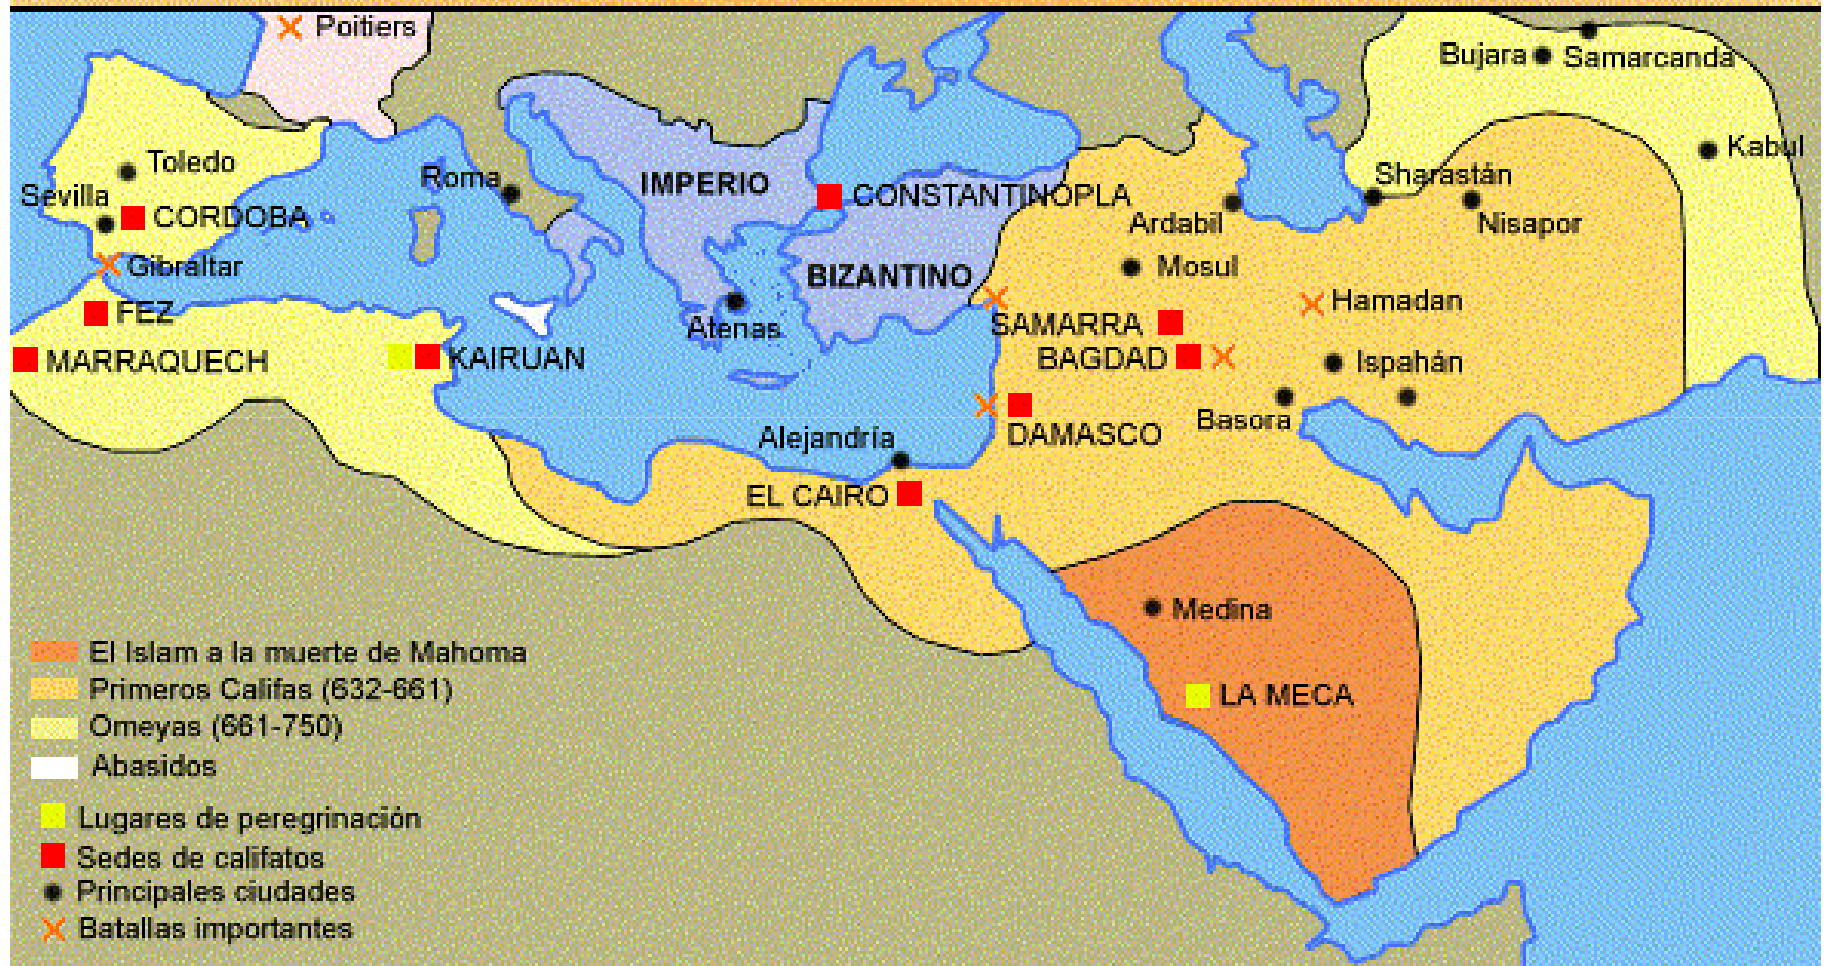 Poitiers
Bujara
Samarcanda
Toledo
Kabul
Sevilla
Roma
IMPERIO
CONSTANTINOPLA
Sharastán
CORDOBA
Ardabil
Nisapor
Gibraltar
BIZANTINO
Mosul
FEZ
Atenas
SAMARRA
Hamadan
MARRAQUECH
KAIRUAN
BAGDAD
Ispahán
Basora
Alejandría
DAMASCO
EL CAIRO
Medina
LA MECA
El Islam a la muerte de Mahoma
Primeros Califas (632-661)
Omeyas (661-750)
Abasidos
Lugares de peregrinación
Sedes de califatos
Principales ciudades
Batallas importantes